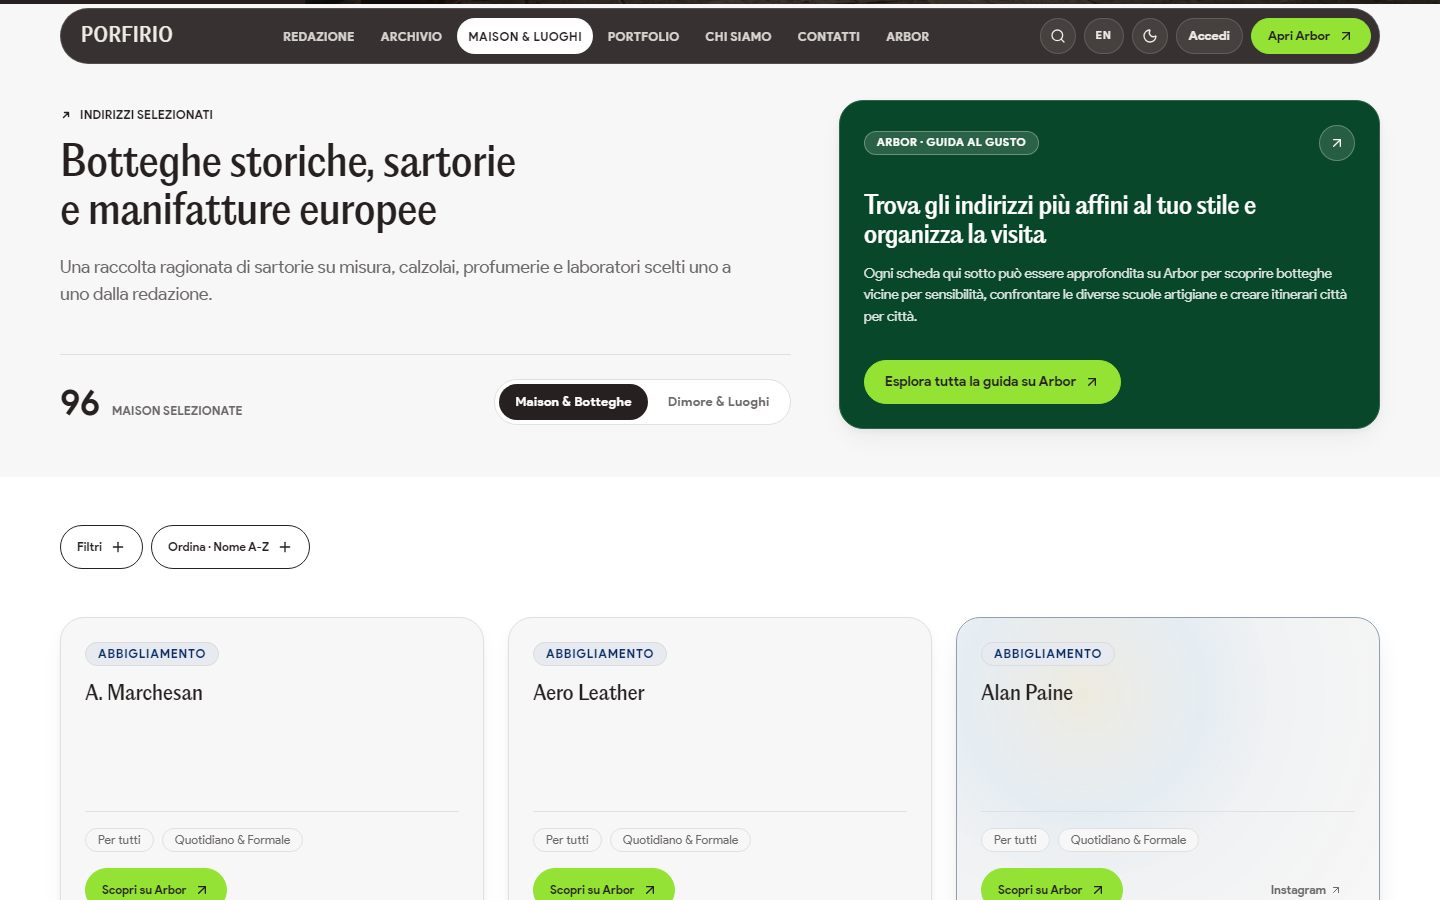 PORFIRIO
REDAZIONE
ARCHIVIO
MAISON & LUOGHI
PORTFOLIO
CHI SIAMO
CONTATTI
ARBOR
EN
Accedi
Apri Arbor
INDIRIZZI SELEZIONATI
Botteghe storiche, sartorie
e manifatture europee
Una raccolta ragionata di sartorie su misura, calzolai, profumerie e laboratori scelti uno a
uno dalla redazione.
96 MAISON SELEZIONATE
Maison & Botteghe
Dimore & Luoghi
ARBOR · GUIDA AL GUSTO
Trova gli indirizzi più affini al tuo stile e
organizza la visita
Ogni scheda qui sotto può essere approfondita su Arbor per scoprire botteghe
vicine per sensibilità, confrontare le diverse scuole artigiane e creare itinerari città
per città.
Esplora tutta la guida su Arbor
Filtri
Ordina · Nome A-Z
ABBIGLIAMENTO
A. Marchesan
Per tutti
Quotidiano & Formale
Scopri su Arbor
ABBIGLIAMENTO
Aero Leather
Per tutti
Quotidiano & Formale
Scopri su Arbor
ABBIGLIAMENTO
Alan Paine
Per tutti
Quotidiano & Formale
Scopri su Arbor
Instagram